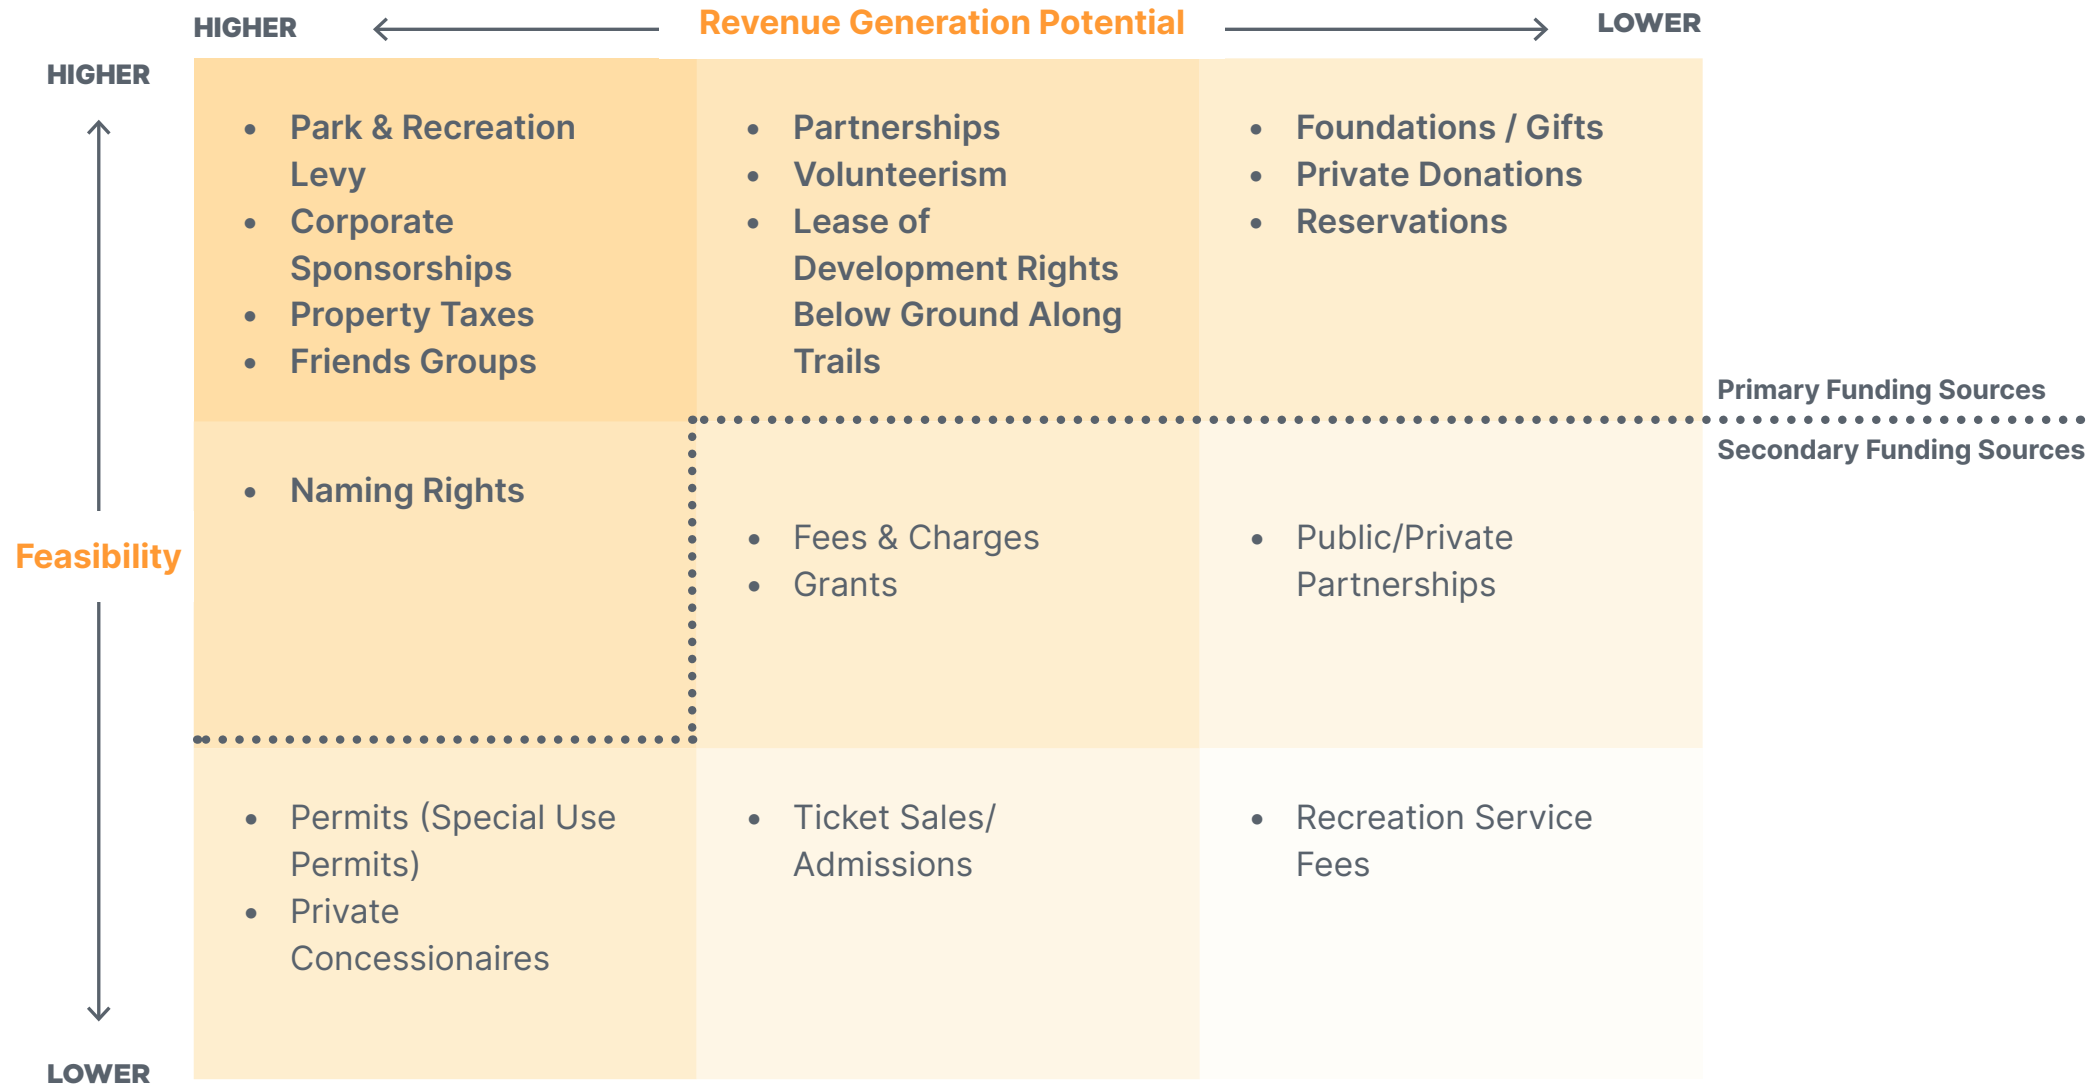 HIGHER
Revenue Generation Potential
LOWER
HIGHER
• Park & Recreation
Levy
• Corporate
Sponsorships
• Property Taxes
• Friends Groups
• Partnerships
• Volunteerism
• Lease of
Development Rights
Below Ground Along
Trails
• Foundations / Gifts
• Private Donations
• Reservations
Primary Funding Sources
Secondary Funding Sources
Feasibility
• Naming Rights
• Fees & Charges
• Grants
• Public/Private
Partnerships
• Permits (Special Use
Permits)
• Private
Concessionaires
• Ticket Sales/
Admissions
• Recreation Service
Fees
LOWER